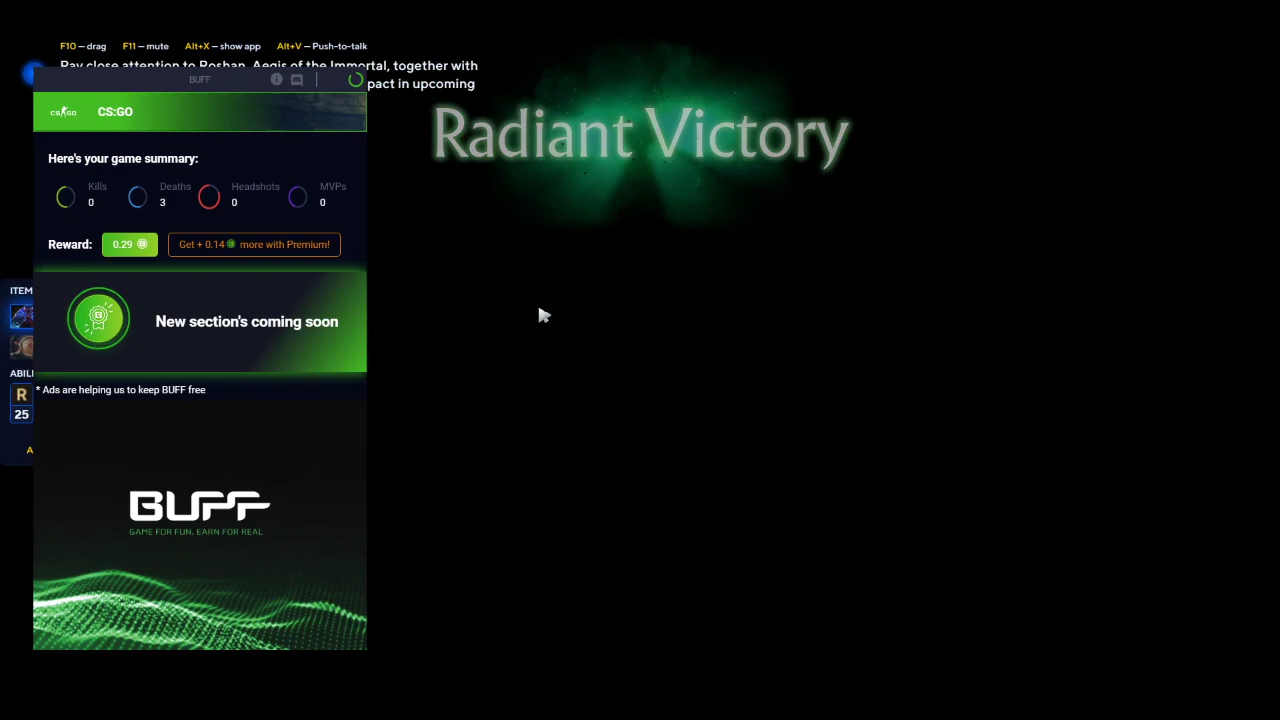 F10 — drag F11 — mute Alt+X — show app Alt+V — Push-to-talk
Pay close attention to Roshan. Aegis of the Immortal, together with
pact in upcoming
BUFF
CS:GO CS:GO
Radiant Victory
Here's your game summary:
Kills Deaths Headshots MVPs
0 3 0 0
Reward: 0.29 Get + 0.14 more with Premium!
ITEM
New section's coming soon
ABIL
* Ads are helping us to keep BUFF free
R
25
A
BUFF
GAME FOR FUN. EARN FOR REAL